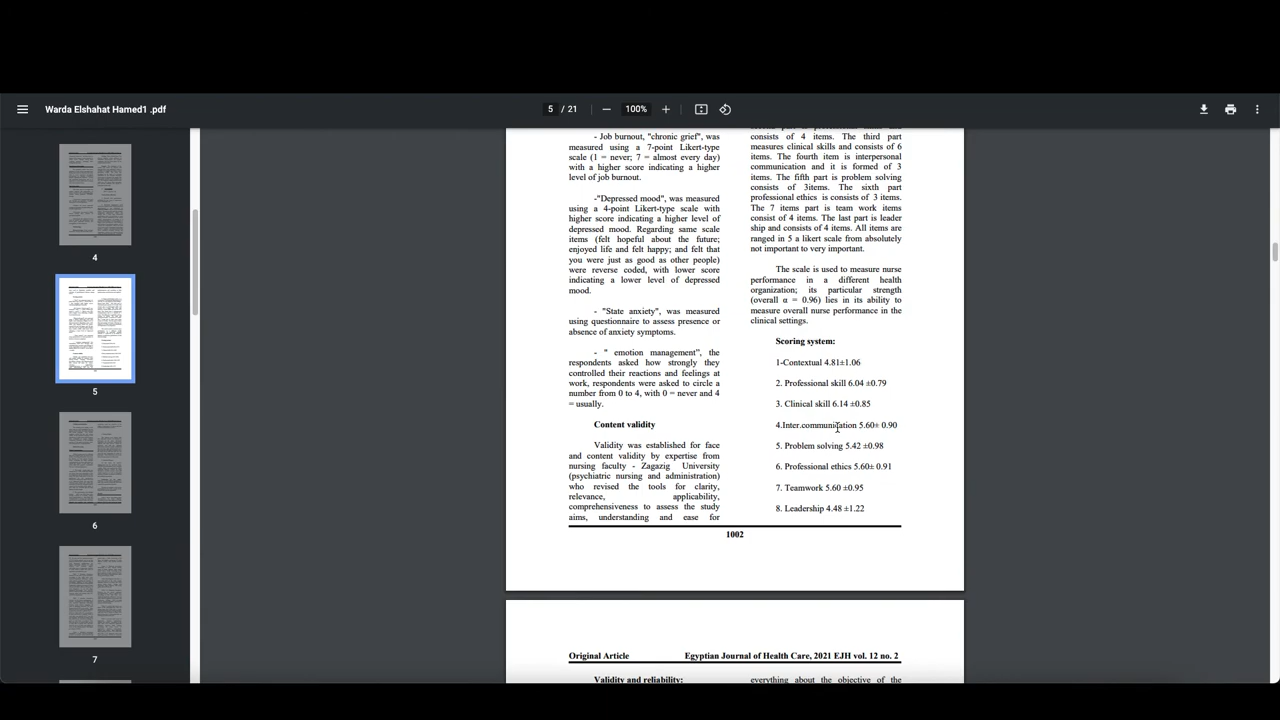 Warda Elshahat Hamed1 .pdf
5 / 21
100%
4
5
6
7
- Job burnout, "chronic grief", was
measured using a 7-point Likert-type
scale (1 = never; 7 = almost every day)
with a higher score indicating a higher
level of job burnout.
-"Depressed mood", was measured
using a 4-point Likert-type scale with
higher score indicating a higher level of
depressed mood. Regarding same scale
items (felt hopeful about the future;
enjoyed life and felt happy; and felt that
you were just as good as other people)
were reverse coded, with lower score
indicating a lower level of depressed
mood.
- "State anxiety", was measured
using questionnaire to assess presence or
absence of anxiety symptoms.
- " emotion management", the
respondents asked how strongly they
controlled their reactions and feelings at
work, respondents were asked to circle a
number from 0 to 4, with 0 = never and 4
= usually.
Content validity
Validity was established for face
and content validity by expertise from
nursing faculty - Zagazig University
(psychiatric nursing and administration)
who revised the tools for clarity,
relevance, applicability,
comprehensiveness to assess the study
aims, understanding and ease for
consists of 4 items. The third part
measures clinical skills and consists of 6
items. The fourth item is interpersonal
communication and it is formed of 3
items. The fifth part is problem solving
consists of 3items. The sixth part
professional ethics is consists of 3 items.
The 7 items part is team work items
consist of 4 items. The last part is leader
ship and consists of 4 items. All items are
ranged in 5 a likert scale from absolutely
not important to very important.
The scale is used to measure nurse
performance in a different health
organization; its particular strength
(overall α = 0.96) lies in its ability to
measure overall nurse performance in the
clinical settings.
Scoring system:
1-Contextual 4.81±1.06
2. Professional skill 6.04 ±0.79
3. Clinical skill 6.14 ±0.85
4.Inter.communication 5.60± 0.90
5. Problem solving 5.42 ±0.98
6. Professional ethics 5.60± 0.91
7. Teamwork 5.60 ±0.95
8. Leadership 4.48 ±1.22
1002
Original Article Egyptian Journal of Health Care, 2021 EJH vol. 12 no. 2
Validity and reliability:
everything about the objective of the